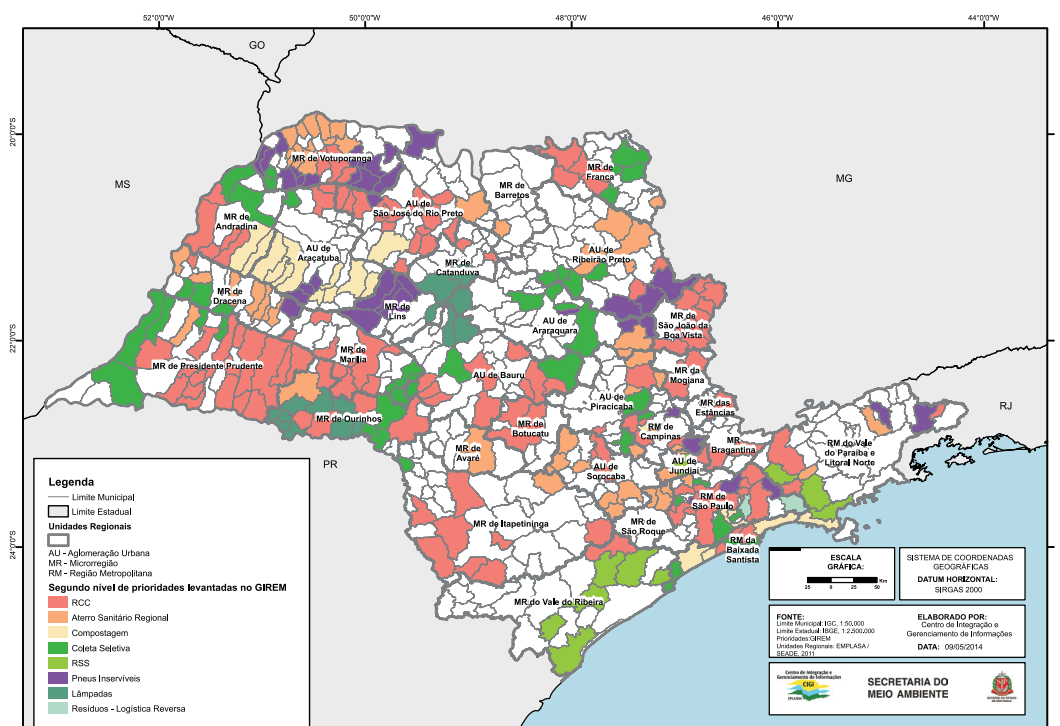 52°0'0"W
50°0'0"W
48°0'0"W
46°0'0"W
44°0'0"W
GO
20°0'0"S
MR de Votuporanga
MR de
Franca
MS
MG
MR de
Barretos
AU de
São José do Rio Preto
MR de
Andradina
AU de
Araçatuba
AU de
Ribeirão Preto
MR de
Catanduva
MR de
Dracena
MR de
Lins
AU de
Araraquara
MR de
São João da
Boa Vista
22°0'0"S
MR de
Marília
MR de Presidente Prudente
AU de Bauru
MR da
Mogiana
AU de
Piracicaba
MR das
Estâncias
RJ
MR de Ourinhos
MR de
Botucatu
RM de
Campinas
MR
Bragantina
RM do Vale
do Paraíba e
Litoral Norte
MR de
Avaré
AU de
Jundiaí
PR
AU de
Sorocaba
RM de
São Paulo
MR de Itapetininga
MR de
São Roque
24°0'0"S
RM da
Baixada
Santista
MR do Vale do Ribeira
Legenda
Limite Municipal
Limite Estadual
Unidades Regionais
AU - Aglomeração Urbana
MR - Microrregião
RM - Região Metropolitana
Segundo nível de prioridades levantadas no GIREM
RCC
Aterro Sanitário Regional
Compostagem
Coleta Seletiva
RSS
Pneus Inservíveis
Lâmpadas
Resíduos - Logística Reversa
ESCALA
GRÁFICA:
25 0 25 50 Km
SISTEMA DE COORDENADAS
GEOGRÁFICAS
DATUM HORIZONTAL:
SIRGAS 2000
FONTE:
Limite Municipal: IGC, 1:50.000
Limite Estadual: IBGE, 1:2.500.000
Prioridades:GIREM
Unidades Regionais: EMPLASA /
SEADE, 2011
ELABORADO POR:
Centro de Integração e
Gerenciamento de Informações
DATA: 09/05/2014
Centro de Integração e
Gerenciamento de Informações
CIGI
SECRETARIA DO
MEIO AMBIENTE